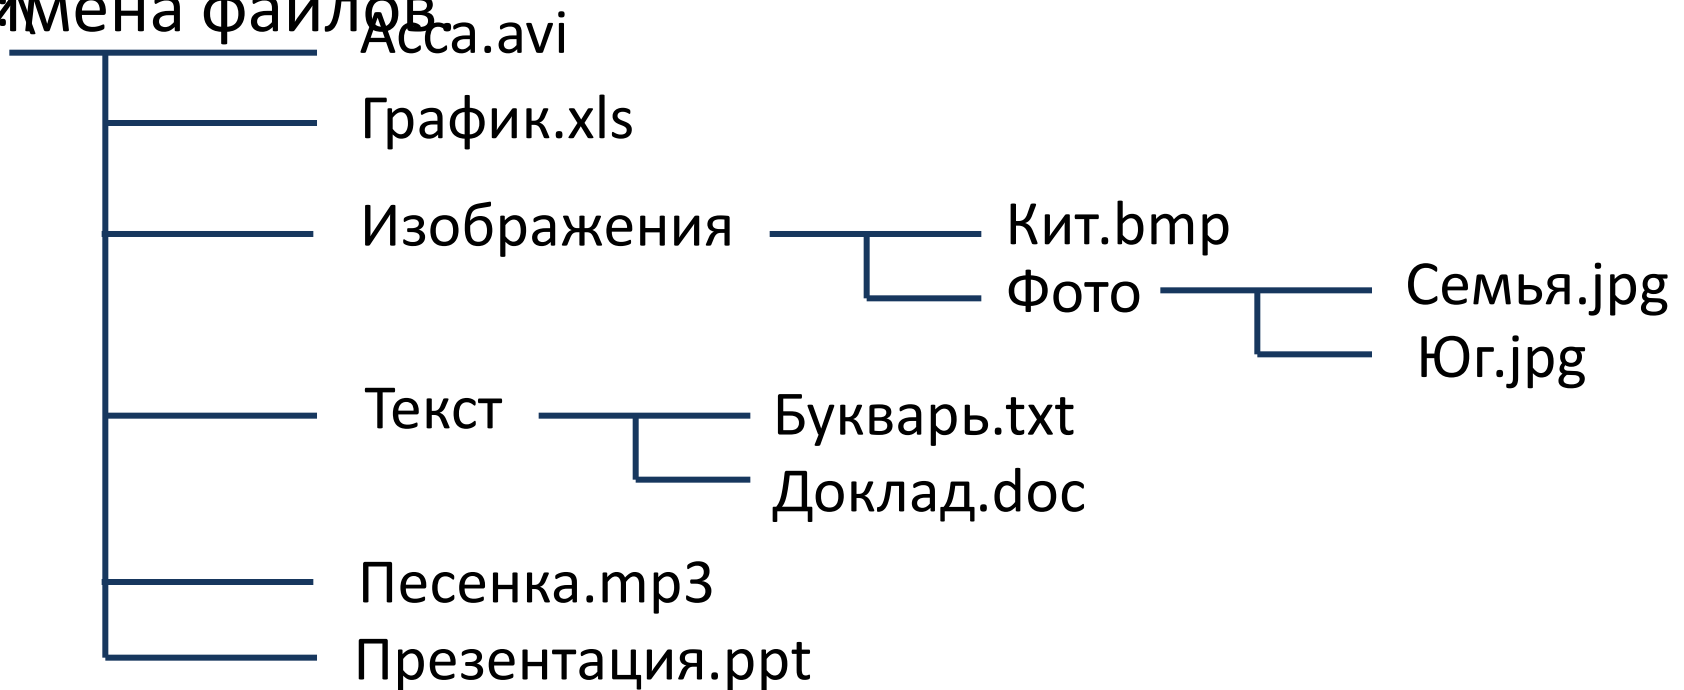 имена файлов.
Асса.avi
График.xls
Изображения
Кит.bmp
Фото
Семья.jpg
Юг.jpg
Текст
Букварь.txt
Доклад.doc
Песенка.mp3
Презентация.ppt